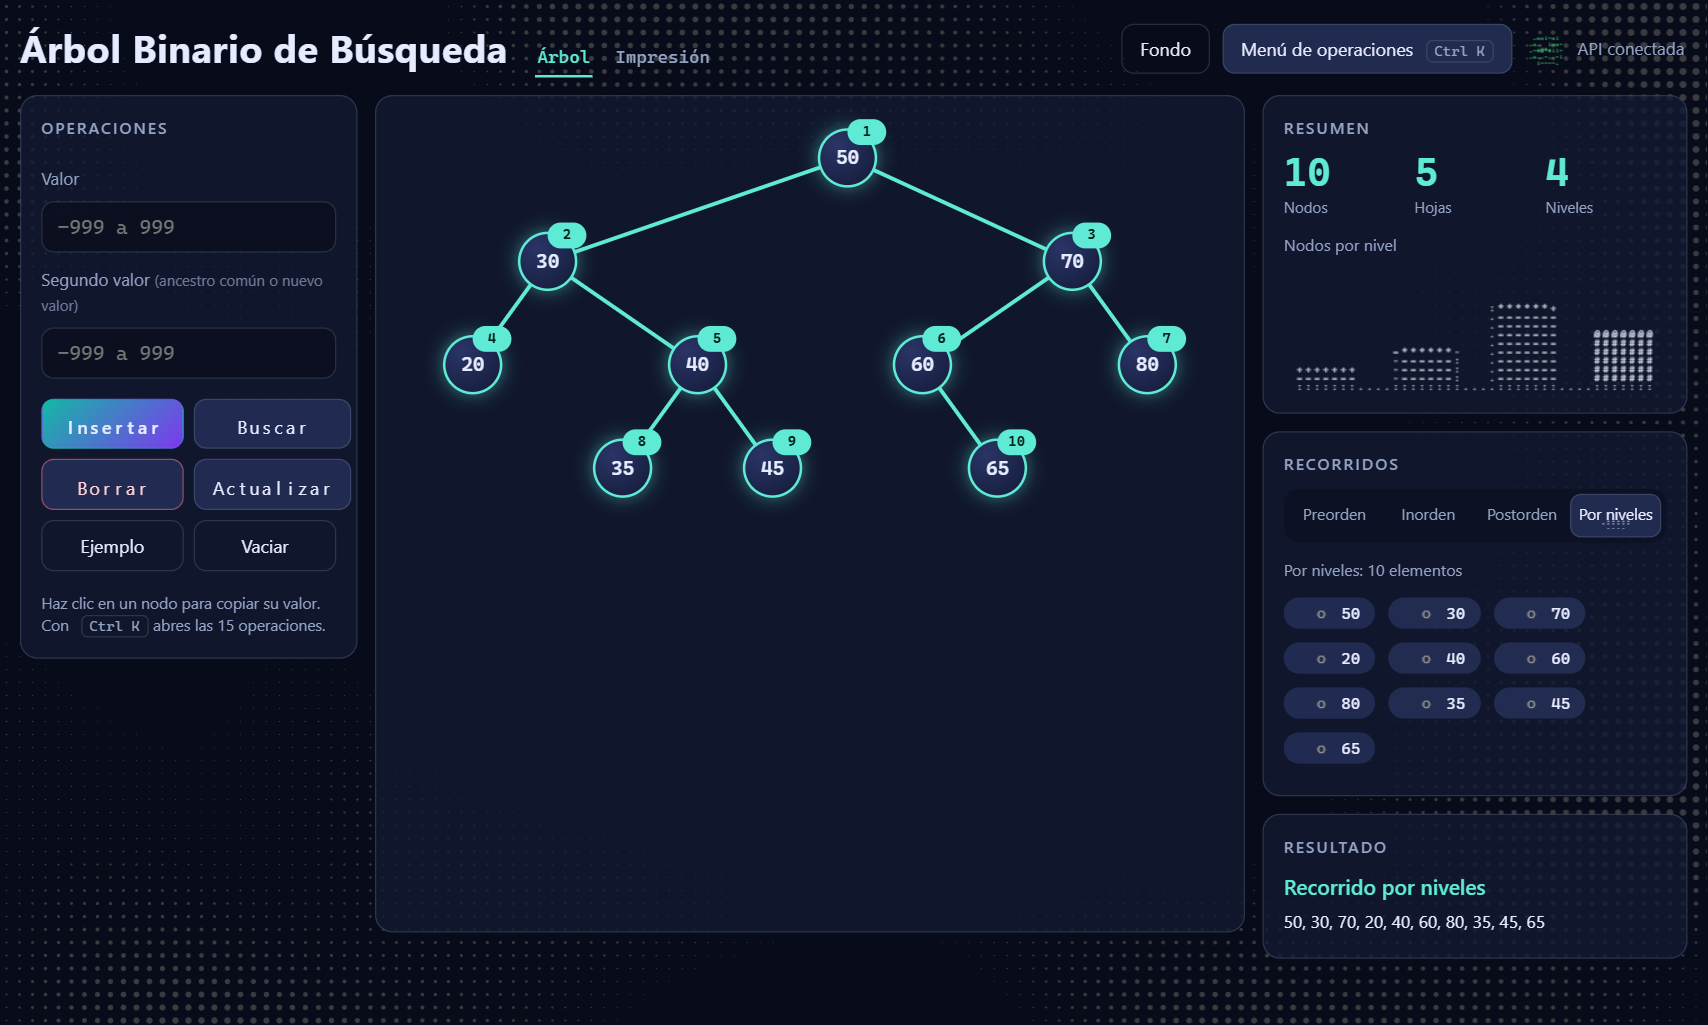 Árbol Binario de Búsqueda
Árbol
Impresión
Fondo
Menú de operaciones Ctrl K
API conectada
OPERACIONES
Valor
-999 a 999
Segundo valor (ancestro común o nuevo
valor)
-999 a 999
Insertar
Buscar
Borrar
Actualizar
Ejemplo
Vaciar
Haz clic en un nodo para copiar su valor.
Con Ctrl K abres las 15 operaciones.
1
50
2
30
3
70
4
20
5
40
6
60
7
80
8
35
9
45
10
65
RESUMEN
10 5 4
Nodos Hojas Niveles
Nodos por nivel
RECORRIDOS
Preorden Inorden Postorden Por niveles
Por niveles: 10 elementos
o 50 o 30 o 70
o 20 o 40 o 60
o 80 o 35 o 45
o 65
RESULTADO
Recorrido por niveles
50, 30, 70, 20, 40, 60, 80, 35, 45, 65